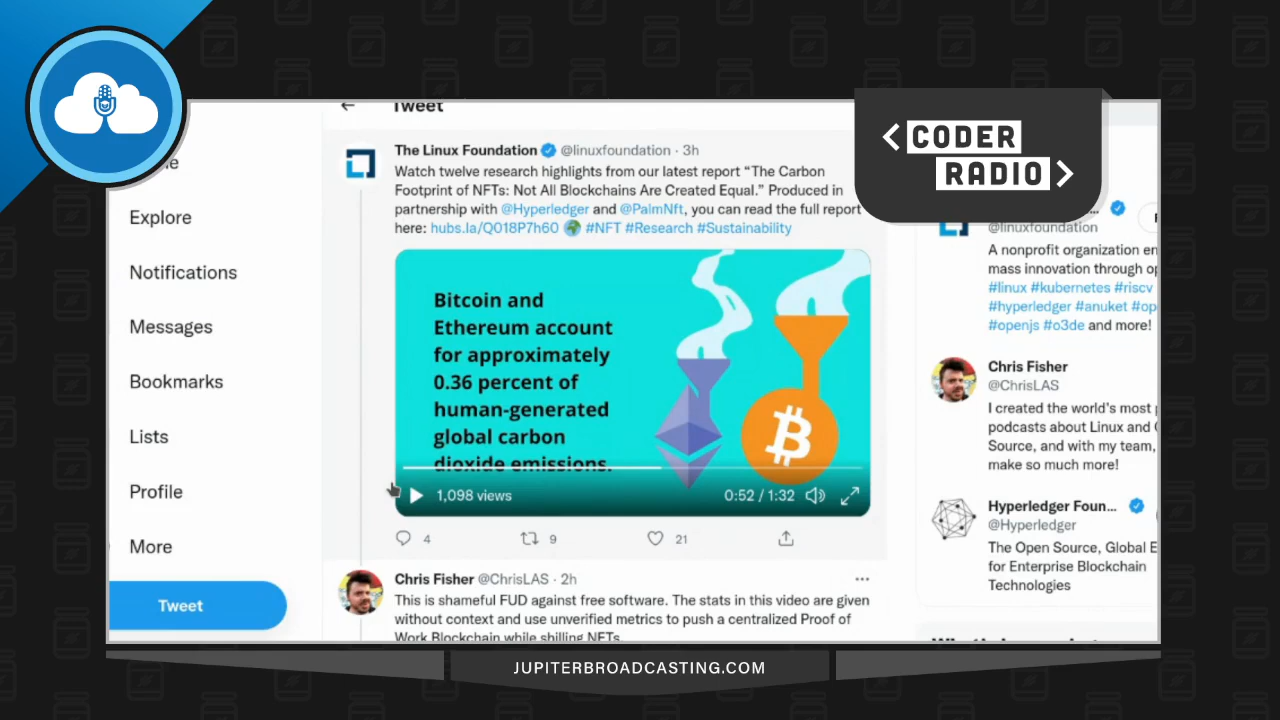 CODER
RADIO
Tweet
Explore
Notifications
Messages
Bookmarks
Lists
Profile
More
Tweet
The Linux Foundation @linuxfoundation · 3h
Watch twelve research highlights from our latest report “The Carbon
Footprint of NFTs: Not All Blockchains Are Created Equal.” Produced in
partnership with @Hyperledger and @PalmNft, you can read the full report
here: hubs.la/Q018P7h60 #NFT #Research #Sustainability
Bitcoin and
Ethereum account
for approximately
0.36 percent of
human-generated
global carbon
dioxide emissions.
1,098 views
0:52 / 1:32
4 9 21
Chris Fisher @ChrisLAS · 2h
This is shameful FUD against free software. The stats in this video are given
without context and use unverified metrics to push a centralized Proof of
Work Blockchain while shilling NFTs.
@linuxfoundation
A nonprofit organization en
mass innovation through op
#linux #kubernetes #riscv
#hyperledger #anuket #op
#openjs #o3de and more!
Chris Fisher
@ChrisLAS
I created the world's most p
podcasts about Linux and
Source, and with my team,
make so much more!
Hyperledger Foun...
@Hyperledger
The Open Source, Global E
for Enterprise Blockchain
Technologies
JUPITERBROADCASTING.COM